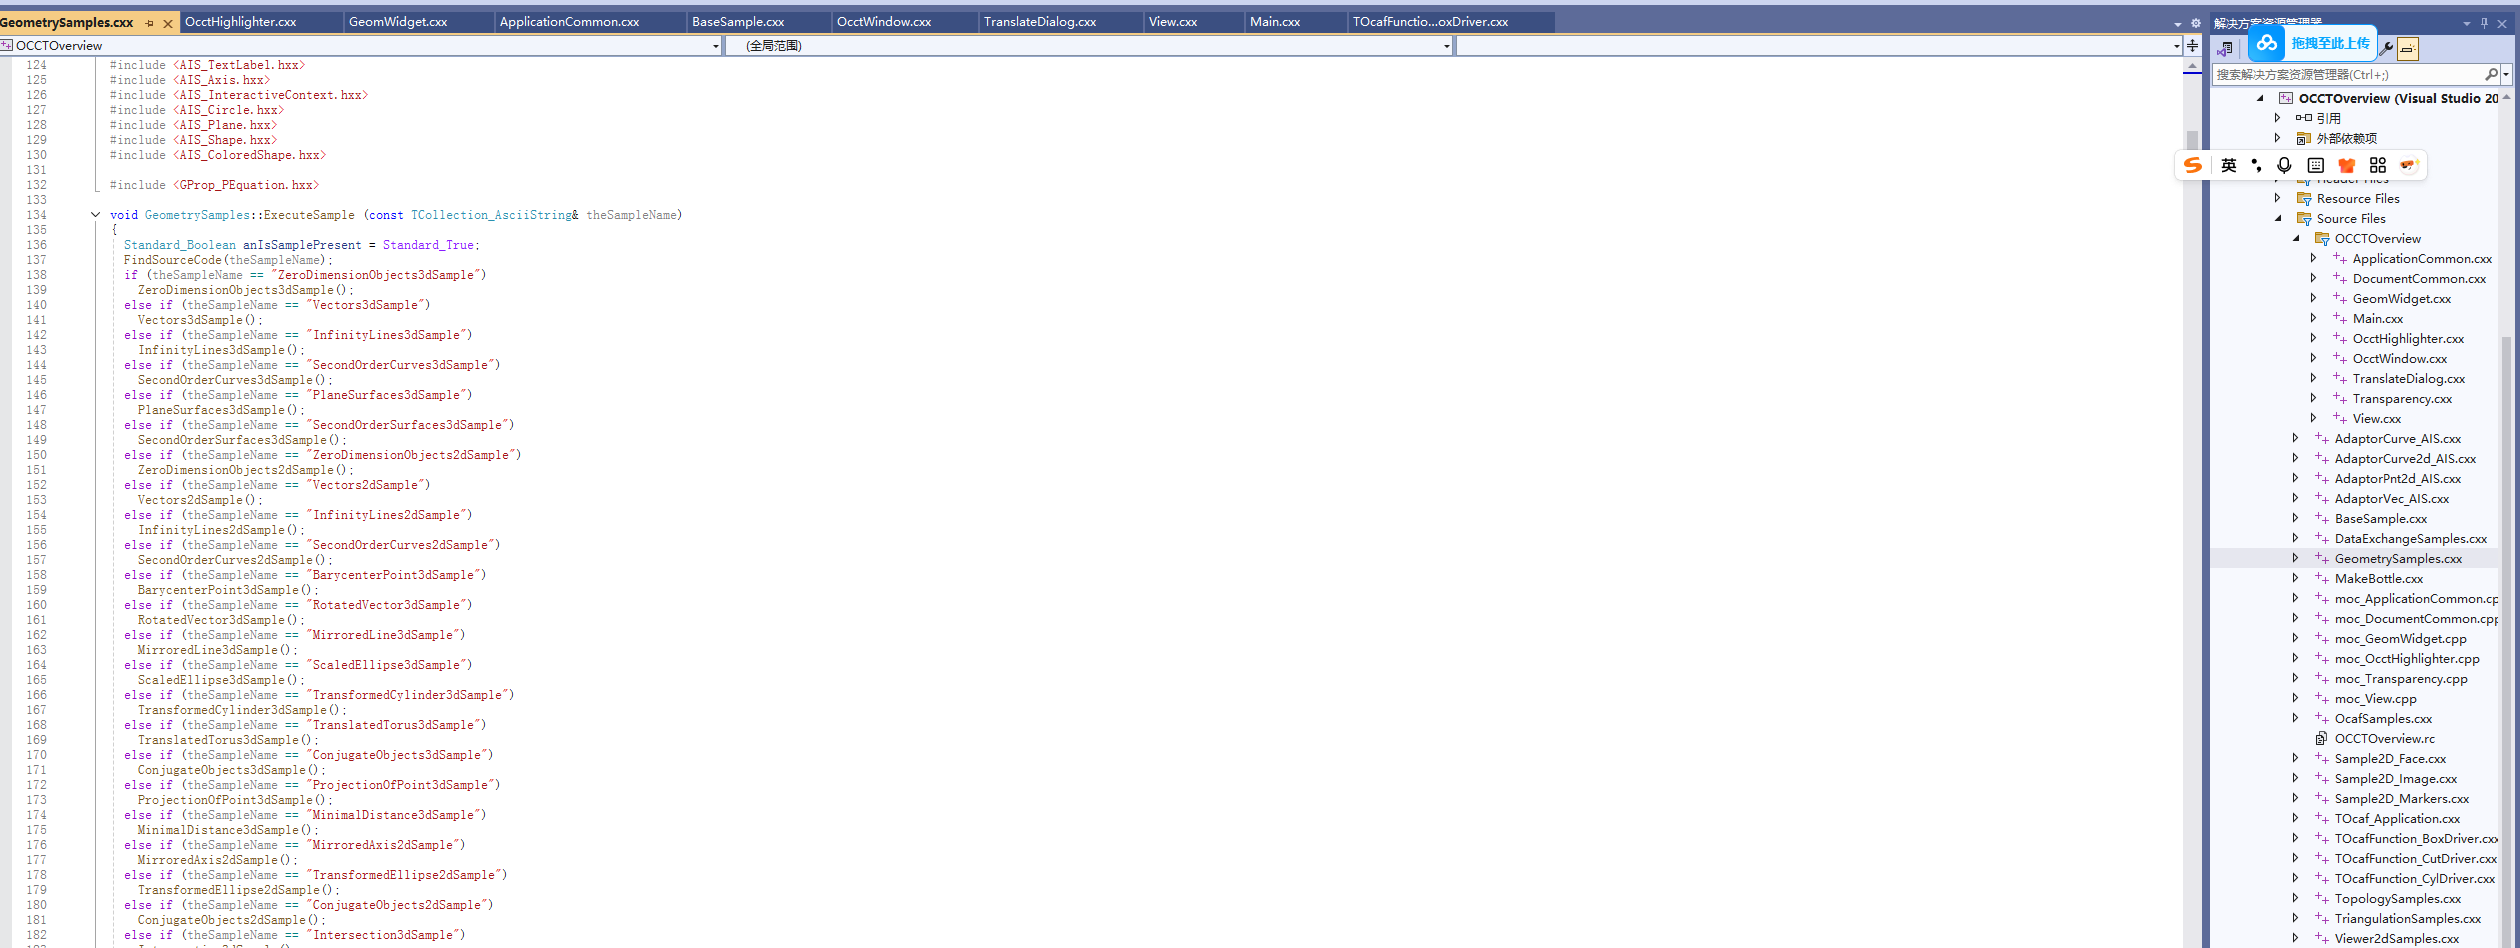 GeometrySamples.cxx
OcctHighlighter.cxx
GeomWidget.cxx
ApplicationCommon.cxx
BaseSample.cxx
OcctWindow.cxx
TranslateDialog.cxx
View.cxx
Main.cxx
TOcafFunctio...oxDriver.cxx
OCCTOverview
(全局范围)
124 #include <AIS_TextLabel.hxx>
125 #include <AIS_Axis.hxx>
126 #include <AIS_InteractiveContext.hxx>
127 #include <AIS_Circle.hxx>
128 #include <AIS_Plane.hxx>
129 #include <AIS_Shape.hxx>
130 #include <AIS_ColoredShape.hxx>
131
132 #include <GProp_PEquation.hxx>
133
134 void GeometrySamples::ExecuteSample (const TCollection_AsciiString& theSampleName)
135 {
136 Standard_Boolean anIsSamplePresent = Standard_True;
137 FindSourceCode(theSampleName);
138 if (theSampleName == "ZeroDimensionObjects3dSample")
139 ZeroDimensionObjects3dSample();
140 else if (theSampleName == "Vectors3dSample")
141 Vectors3dSample();
142 else if (theSampleName == "InfinityLines3dSample")
143 InfinityLines3dSample();
144 else if (theSampleName == "SecondOrderCurves3dSample")
145 SecondOrderCurves3dSample();
146 else if (theSampleName == "PlaneSurfaces3dSample")
147 PlaneSurfaces3dSample();
148 else if (theSampleName == "SecondOrderSurfaces3dSample")
149 SecondOrderSurfaces3dSample();
150 else if (theSampleName == "ZeroDimensionObjects2dSample")
151 ZeroDimensionObjects2dSample();
152 else if (theSampleName == "Vectors2dSample")
153 Vectors2dSample();
154 else if (theSampleName == "InfinityLines2dSample")
155 InfinityLines2dSample();
156 else if (theSampleName == "SecondOrderCurves2dSample")
157 SecondOrderCurves2dSample();
158 else if (theSampleName == "BarycenterPoint3dSample")
159 BarycenterPoint3dSample();
160 else if (theSampleName == "RotatedVector3dSample")
161 RotatedVector3dSample();
162 else if (theSampleName == "MirroredLine3dSample")
163 MirroredLine3dSample();
164 else if (theSampleName == "ScaledEllipse3dSample")
165 ScaledEllipse3dSample();
166 else if (theSampleName == "TransformedCylinder3dSample")
167 TransformedCylinder3dSample();
168 else if (theSampleName == "TranslatedTorus3dSample")
169 TranslatedTorus3dSample();
170 else if (theSampleName == "ConjugateObjects3dSample")
171 ConjugateObjects3dSample();
172 else if (theSampleName == "ProjectionOfPoint3dSample")
173 ProjectionOfPoint3dSample();
174 else if (theSampleName == "MinimalDistance3dSample")
175 MinimalDistance3dSample();
176 else if (theSampleName == "MirroredAxis2dSample")
177 MirroredAxis2dSample();
178 else if (theSampleName == "TransformedEllipse2dSample")
179 TransformedEllipse2dSample();
180 else if (theSampleName == "ConjugateObjects2dSample")
181 ConjugateObjects2dSample();
182 else if (theSampleName == "Intersection3dSample")
解决方案资源管理器
拖拽至此上传
搜索解决方案资源管理器(Ctrl+;)
OCCTOverview (Visual Studio 20
引用
外部依赖项
英
Header Files
Resource Files
Source Files
OCCTOverview
ApplicationCommon.cxx
DocumentCommon.cxx
GeomWidget.cxx
Main.cxx
OcctHighlighter.cxx
OcctWindow.cxx
TranslateDialog.cxx
Transparency.cxx
View.cxx
AdaptorCurve_AIS.cxx
AdaptorCurve2d_AIS.cxx
AdaptorPnt2d_AIS.cxx
AdaptorVec_AIS.cxx
BaseSample.cxx
DataExchangeSamples.cxx
GeometrySamples.cxx
MakeBottle.cxx
moc_ApplicationCommon.cp
moc_DocumentCommon.cpp
moc_GeomWidget.cpp
moc_OcctHighlighter.cpp
moc_Transparency.cpp
moc_View.cpp
OcafSamples.cxx
OCCTOverview.rc
Sample2D_Face.cxx
Sample2D_Image.cxx
Sample2D_Markers.cxx
TOcaf_Application.cxx
TOcafFunction_BoxDriver.cxx
TOcafFunction_CutDriver.cxx
TOcafFunction_CylDriver.cxx
TopologySamples.cxx
TriangulationSamples.cxx
Viewer2dSamples.cxx